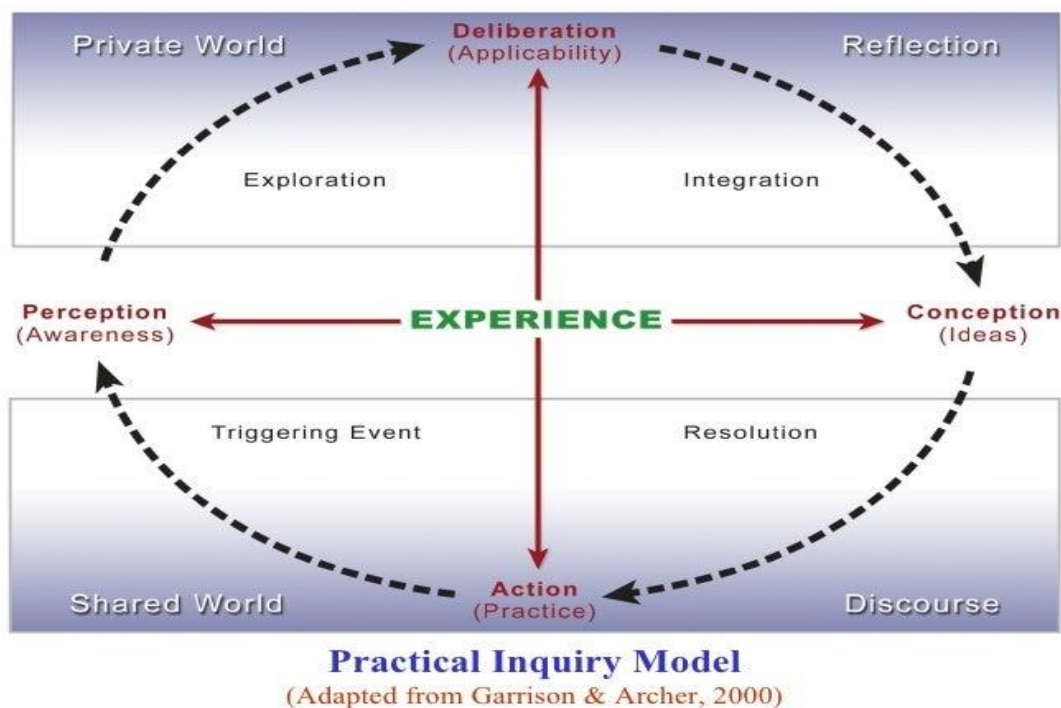 Private World
Deliberation
(Applicability)
Reflection
Exploration
Integration
Perception
(Awareness)
EXPERIENCE
Conception
(Ideas)
Triggering Event
Resolution
Shared World
Action
(Practice)
Discourse
Practical Inquiry Model
(Adapted from Garrison & Archer, 2000)